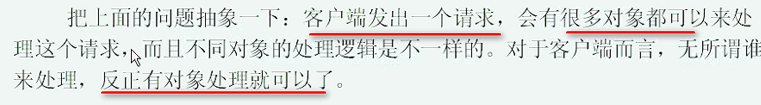 把上面的问题抽象一下：客户端发出一个请求，会有很多对象都可以来处
理这个请求，而且不同对象的处理逻辑是不一样的。对于客户端而言，无所谓谁
来处理，反正有对象处理就可以了。